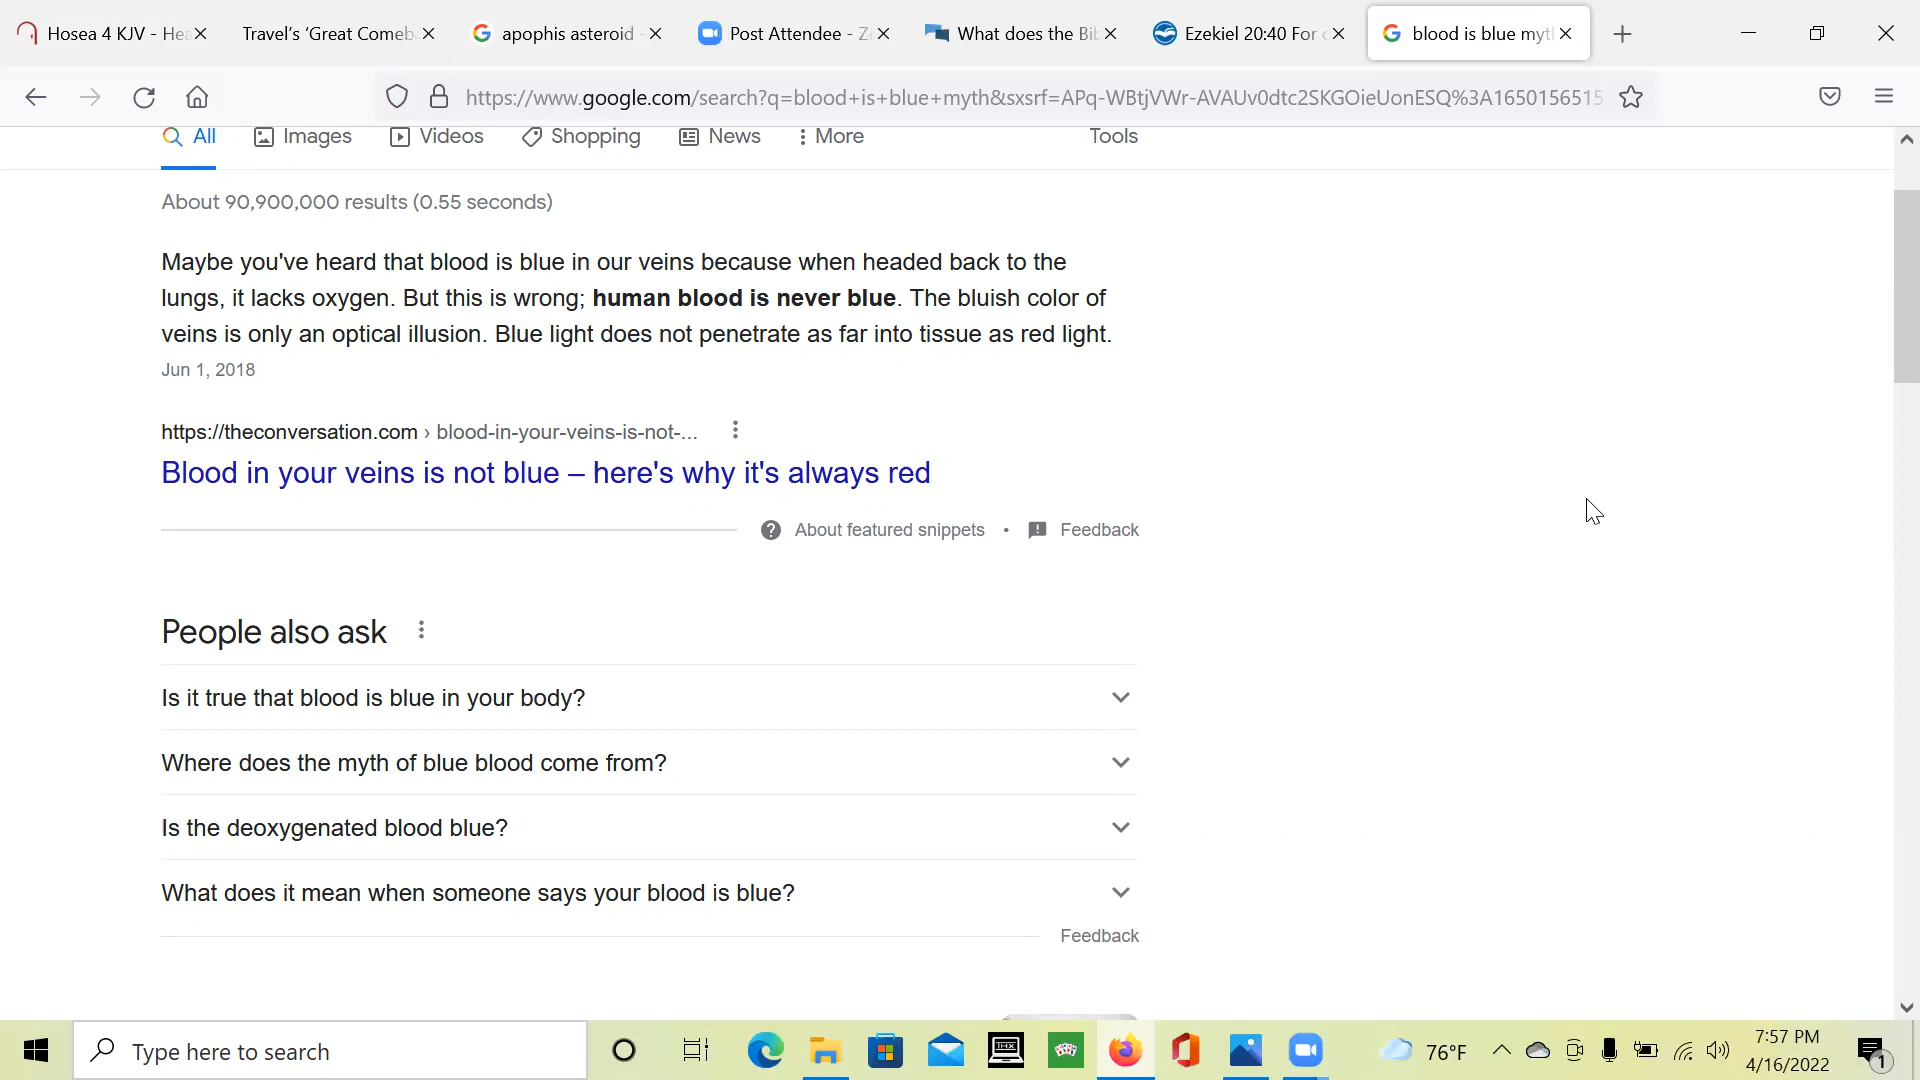 Hosea 4 KJV - Hea
Travel's 'Great Comeb
apophis asteroid -
Post Attendee - Zo
What does the Bib
Ezekiel 20:40 For
blood is blue myt
https://www.google.com/search?q=blood+is+blue+myth&sxsrf=APq-WBtjVWr-AVAUv0dtc2SKGOieUonESQ%3A1650156515
All
Images
Videos
Shopping
News
More
Tools
About 90,900,000 results (0.55 seconds)
Maybe you've heard that blood is blue in our veins because when headed back to the
lungs, it lacks oxygen. But this is wrong; human blood is never blue. The bluish color of
veins is only an optical illusion. Blue light does not penetrate as far into tissue as red light.
Jun 1, 2018
https://theconversation.com › blood-in-your-veins-is-not-...
Blood in your veins is not blue – here's why it's always red
About featured snippets • Feedback
People also ask
Is it true that blood is blue in your body?
Where does the myth of blue blood come from?
Is the deoxygenated blood blue?
What does it mean when someone says your blood is blue?
Feedback
Type here to search
THX
76°F
7:57 PM
4/16/2022
1